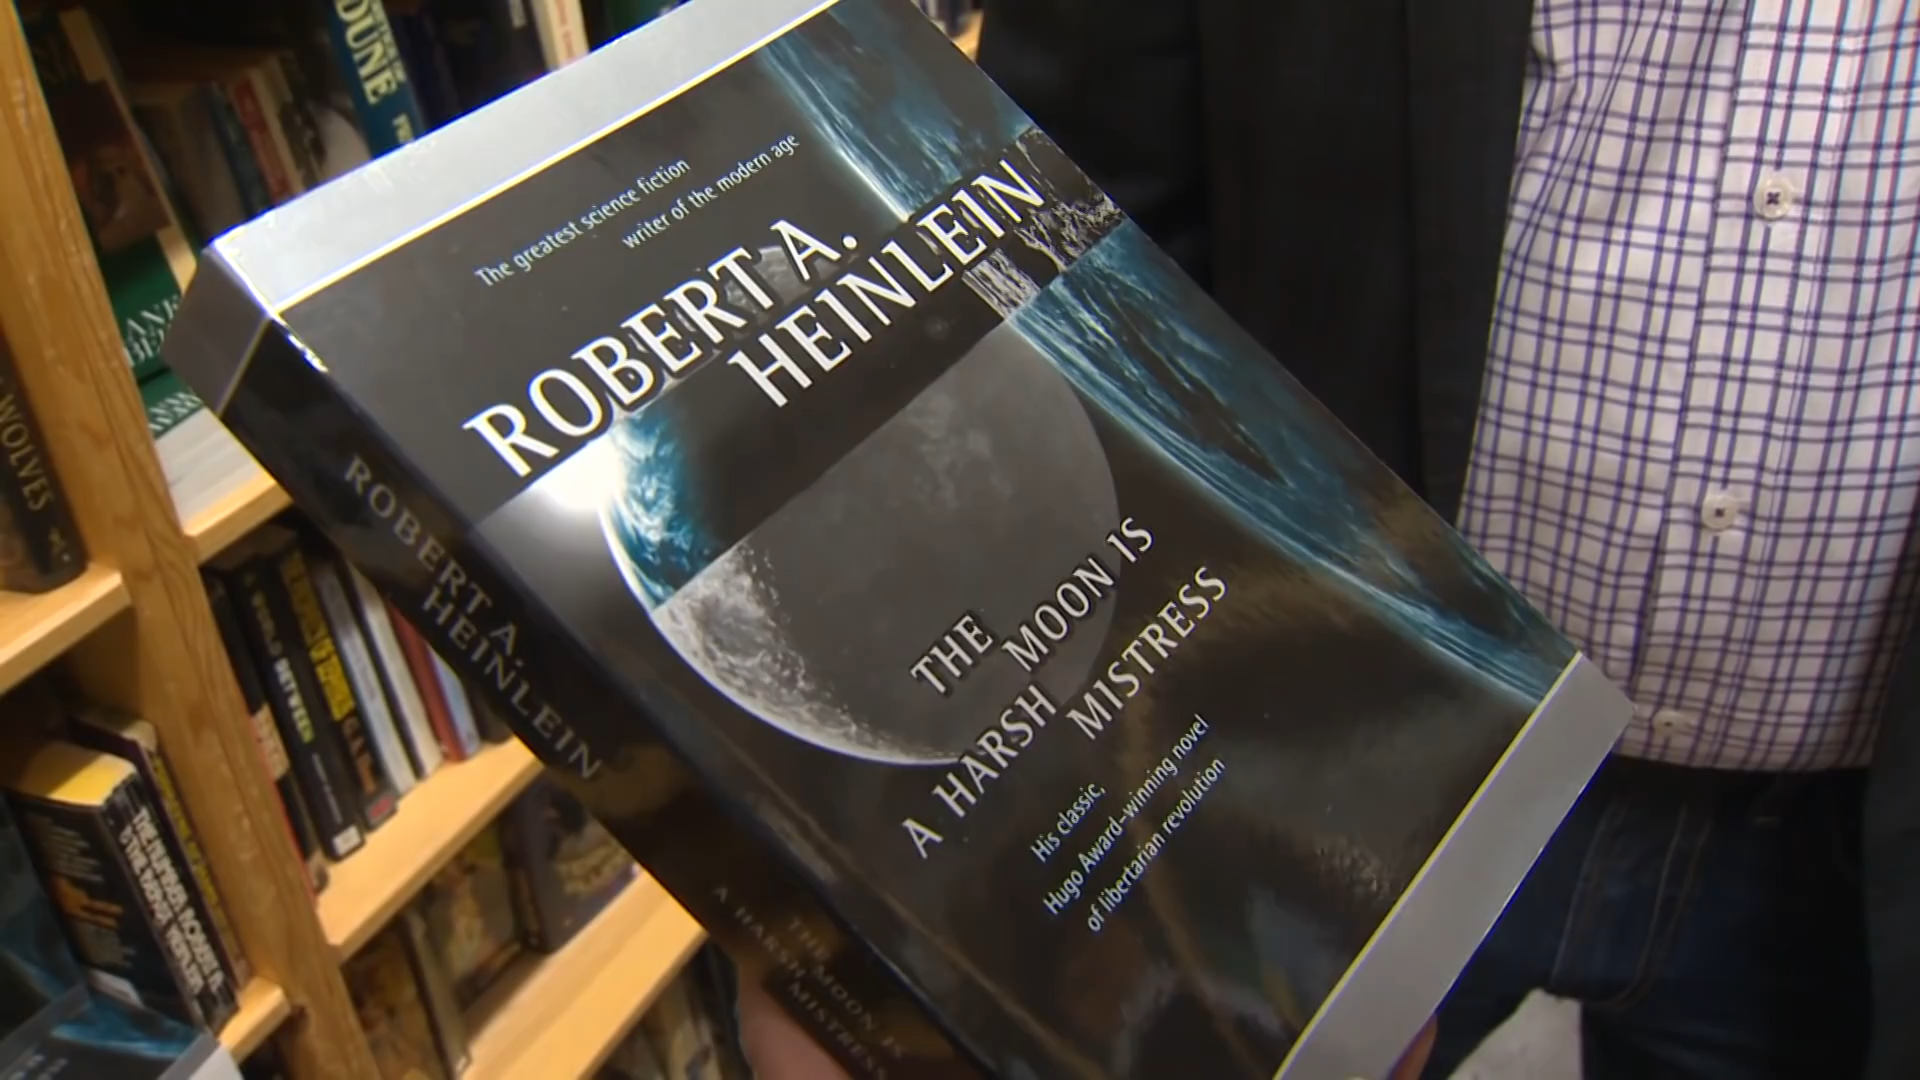 The greatest science fiction
writer of the modern age
ROBERT A.
HEINLEIN
THE
MOON IS
A HARSH
MISTRESS
His classic,
Hugo Award–winning novel
of libertarian revolution
ROBERT A.
HEINLEIN
THE MOON IS
A HARSH
MISTRESS
DUNE
WOLVES